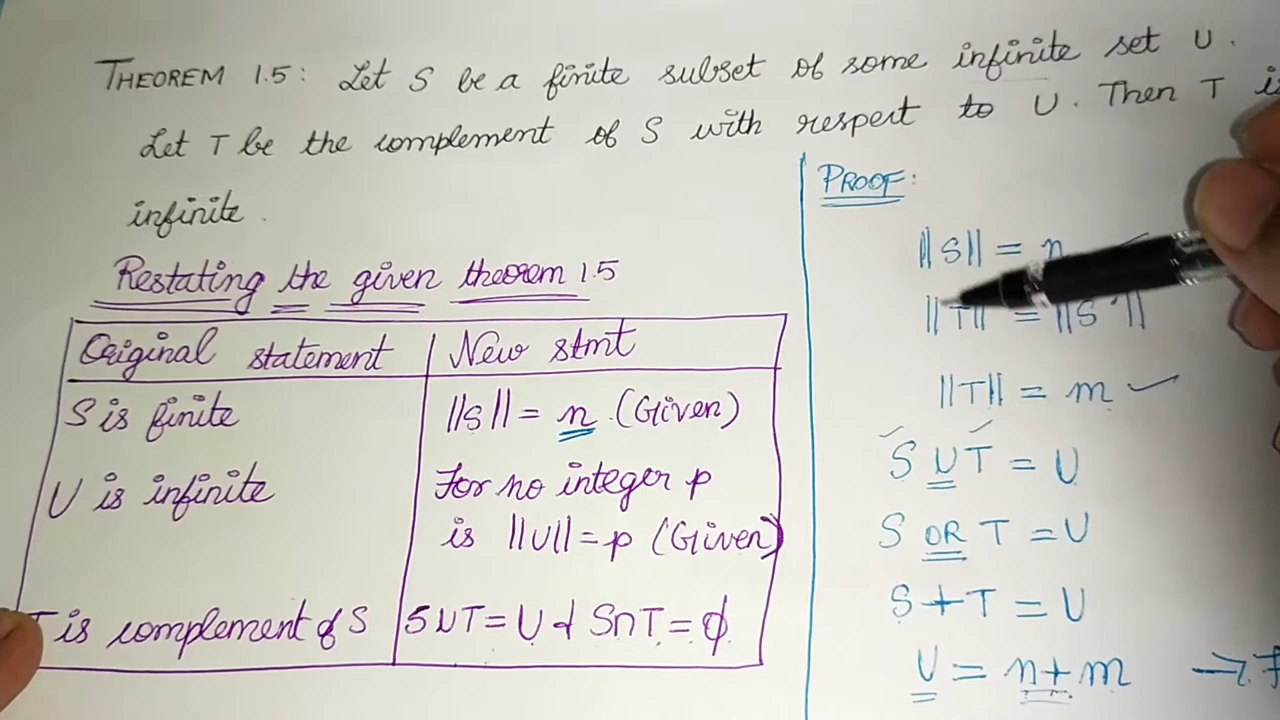 THEOREM 1.5: Let S be a finite subset of some infinite set U.
Let T be the complement of S with respect to U. Then T is
infinite.
Restating the given theorem 1.5
Original statement New stmt
S is finite ||S|| = n (Given)
U is infinite For no integer p
is ||U|| = p (Given)
T is complement of S S∪T = U & S∩T = ϕ
PROOF:
||S|| = n
||T|| = ||S'||
||T|| = m ✓
S ∪ T = U
S OR T = U
S + T = U
U = n + m →